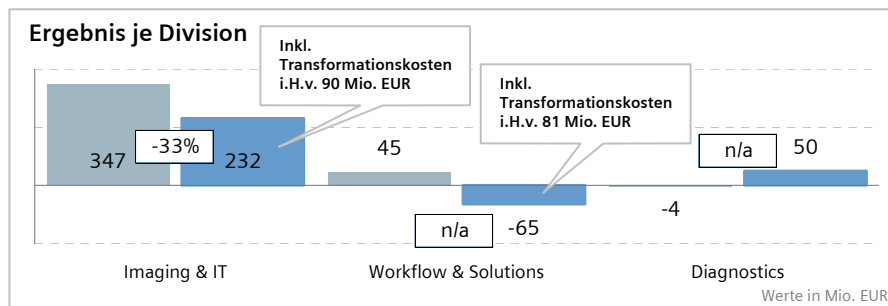 Ergebnis je Division
Inkl.
Transformationskosten
i.H.v. 90 Mio. EUR
Inkl.
Transformationskosten
i.H.v. 81 Mio. EUR
347
-33%
232
45
n/a
-65
-4
n/a
50
Imaging & IT
Workflow & Solutions
Diagnostics
Werte in Mio. EUR